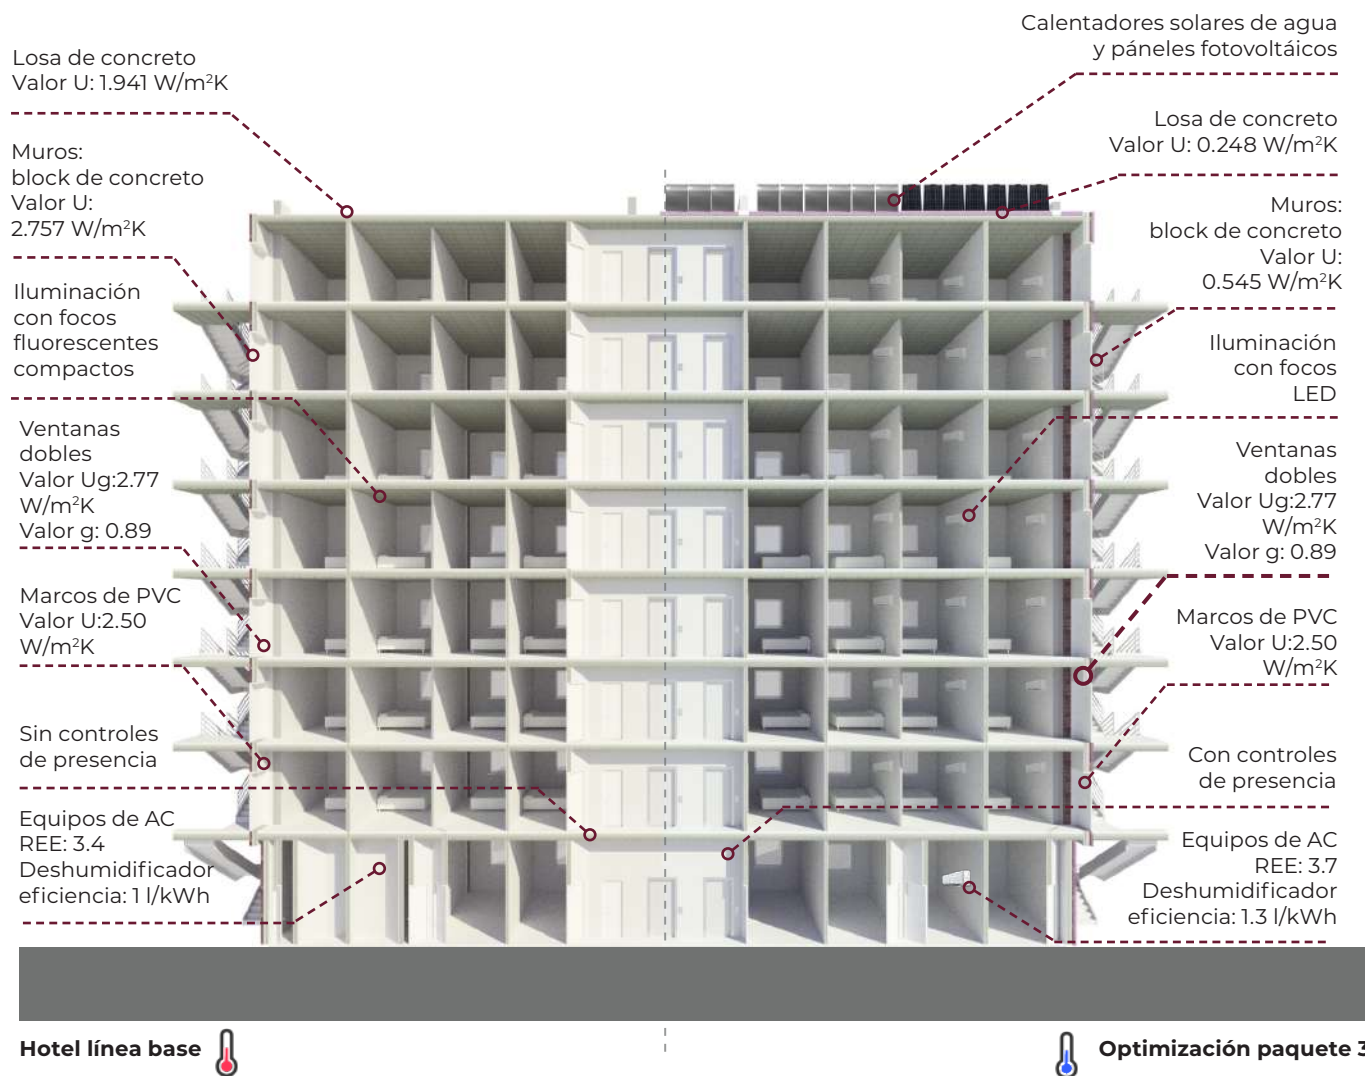 Losa de concreto
Valor U: 1.941 W/m²K
Muros:
block de concreto
Valor U:
2.757 W/m²K
Iluminación
con focos
fluorescentes
compactos
Ventanas
dobles
Valor Ug:2.77
W/m²K
Valor g: 0.89
Marcos de PVC
Valor U:2.50
W/m²K
Sin controles
de presencia
Equipos de AC
REE: 3.4
Deshumidificador
eficiencia: 1 l/kWh
Calentadores solares de agua
y páneles fotovoltáicos
Losa de concreto
Valor U: 0.248 W/m²K
Muros:
block de concreto
Valor U:
0.545 W/m²K
Iluminación
con focos
LED
Ventanas
dobles
Valor Ug:2.77
W/m²K
Valor g: 0.89
Marcos de PVC
Valor U:2.50
W/m²K
Con controles
de presencia
Equipos de AC
REE: 3.7
Deshumidificador
eficiencia: 1.3 l/kWh
Hotel línea base
Optimización paquete 3